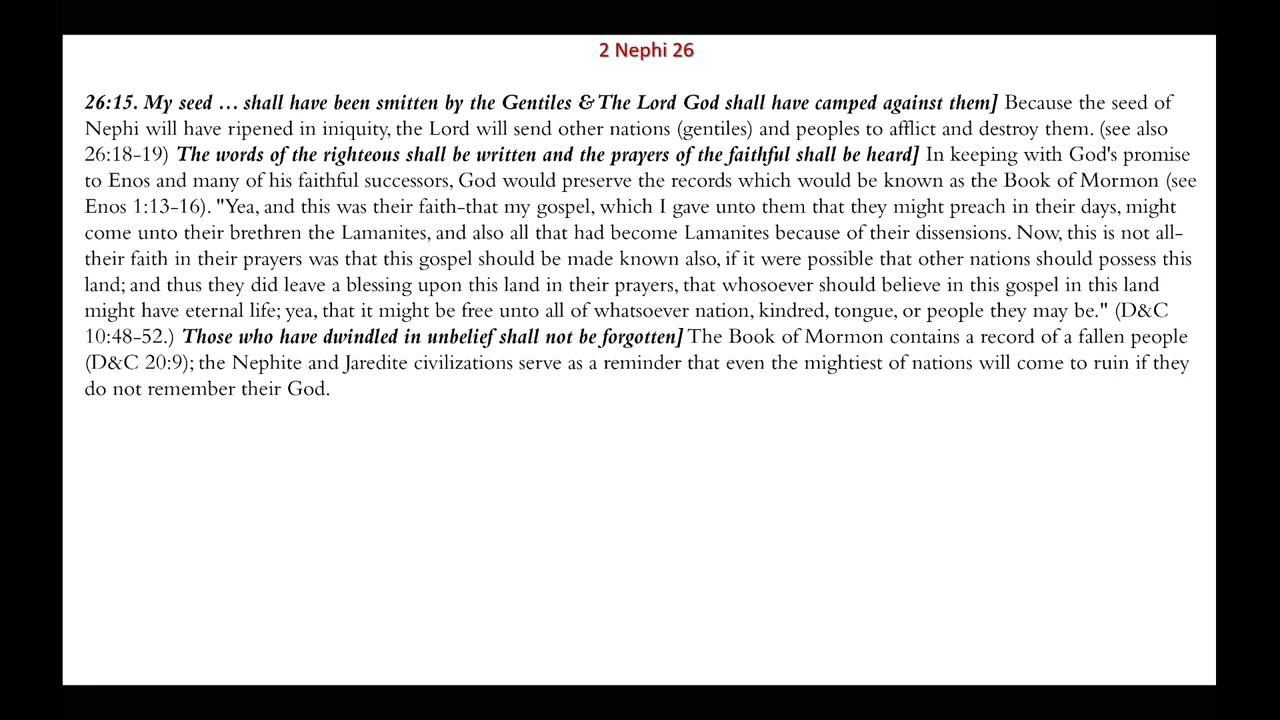 2 Nephi 26
26:15. My seed … shall have been smitten by the Gentiles & The Lord God shall have camped against them] Because the seed of
Nephi will have ripened in iniquity, the Lord will send other nations (gentiles) and peoples to afflict and destroy them. (see also
26:18-19) The words of the righteous shall be written and the prayers of the faithful shall be heard] In keeping with God's promise
to Enos and many of his faithful successors, God would preserve the records which would be known as the Book of Mormon (see
Enos 1:13-16). "Yea, and this was their faith-that my gospel, which I gave unto them that they might preach in their days, might
come unto their brethren the Lamanites, and also all that had become Lamanites because of their dissensions. Now, this is not all-
their faith in their prayers was that this gospel should be made known also, if it were possible that other nations should possess this
land; and thus they did leave a blessing upon this land in their prayers, that whosoever should believe in this gospel in this land
might have eternal life; yea, that it might be free unto all of whatsoever nation, kindred, tongue, or people they may be." (D&C
10:48-52.) Those who have dwindled in unbelief shall not be forgotten] The Book of Mormon contains a record of a fallen people
(D&C 20:9); the Nephite and Jaredite civilizations serve as a reminder that even the mightiest of nations will come to ruin if they
do not remember their God.